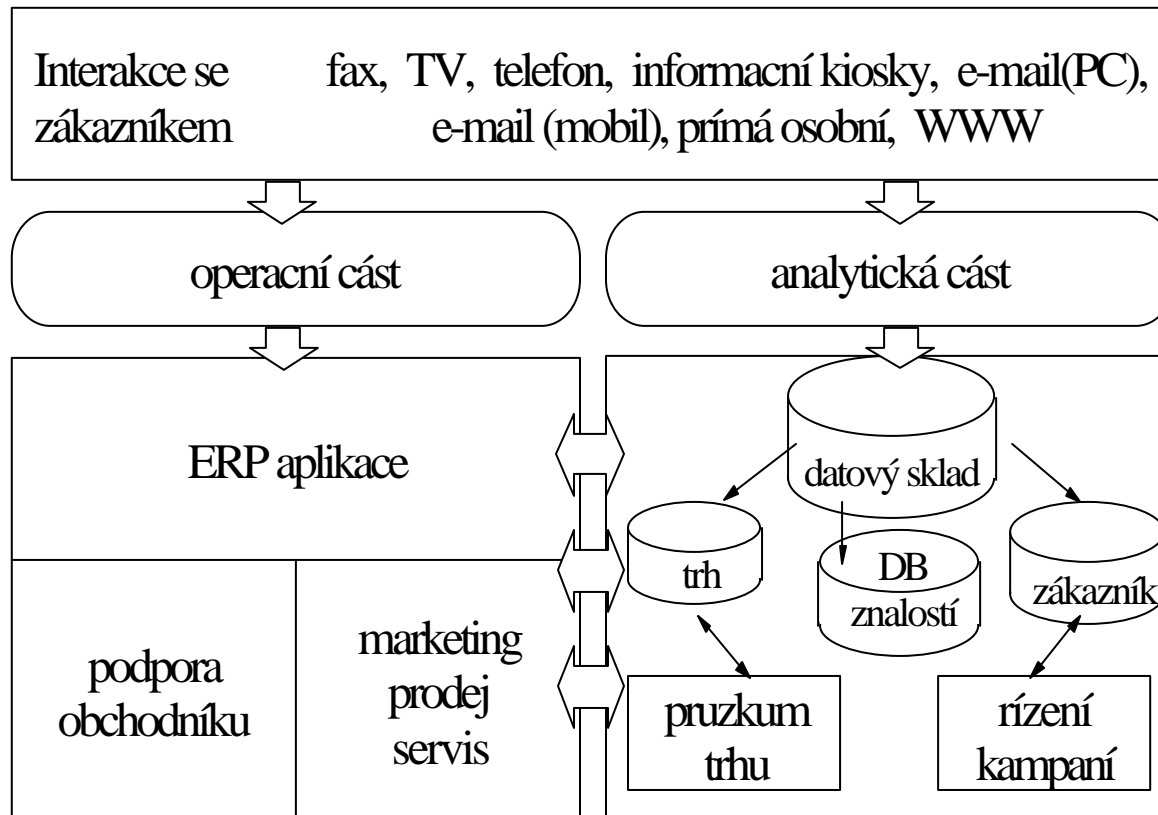 Interakce se fax, TV, telefon, informacní kiosky, e-mail(PC),
zákazníkem e-mail (mobil), prímá osobní, WWW
operacní cást
analytická cást
ERP aplikace
datový sklad
trh
DB
znalostí
zákazník
podpora
obchodníku
marketing
prodej
servis
pruzkum
trhu
rízení
kampaní